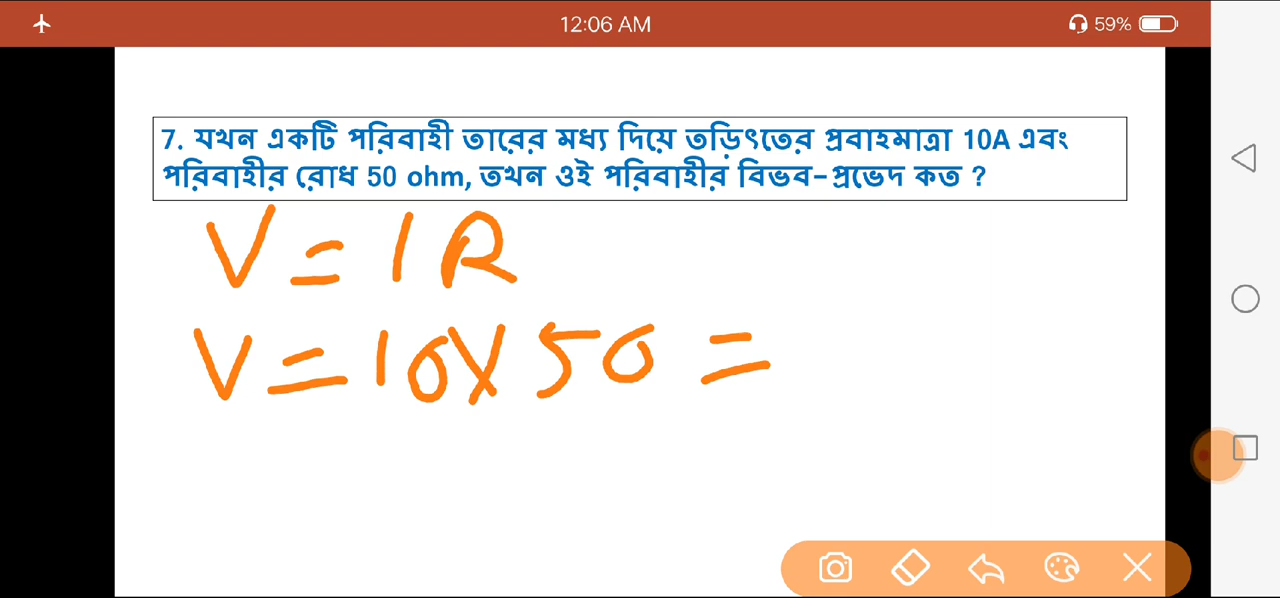 12:06 AM
59%
7. যখন একটি পরিবাহী তারের মধ্য দিয়ে তড়িৎতের প্রবাহমাত্রা 10A এবং
পরিবাহীর রোধ 50 ohm, তখন ওই পরিবাহীর বিভব-প্রভেদ কত ?
V = I R
V = 10 X 50 =